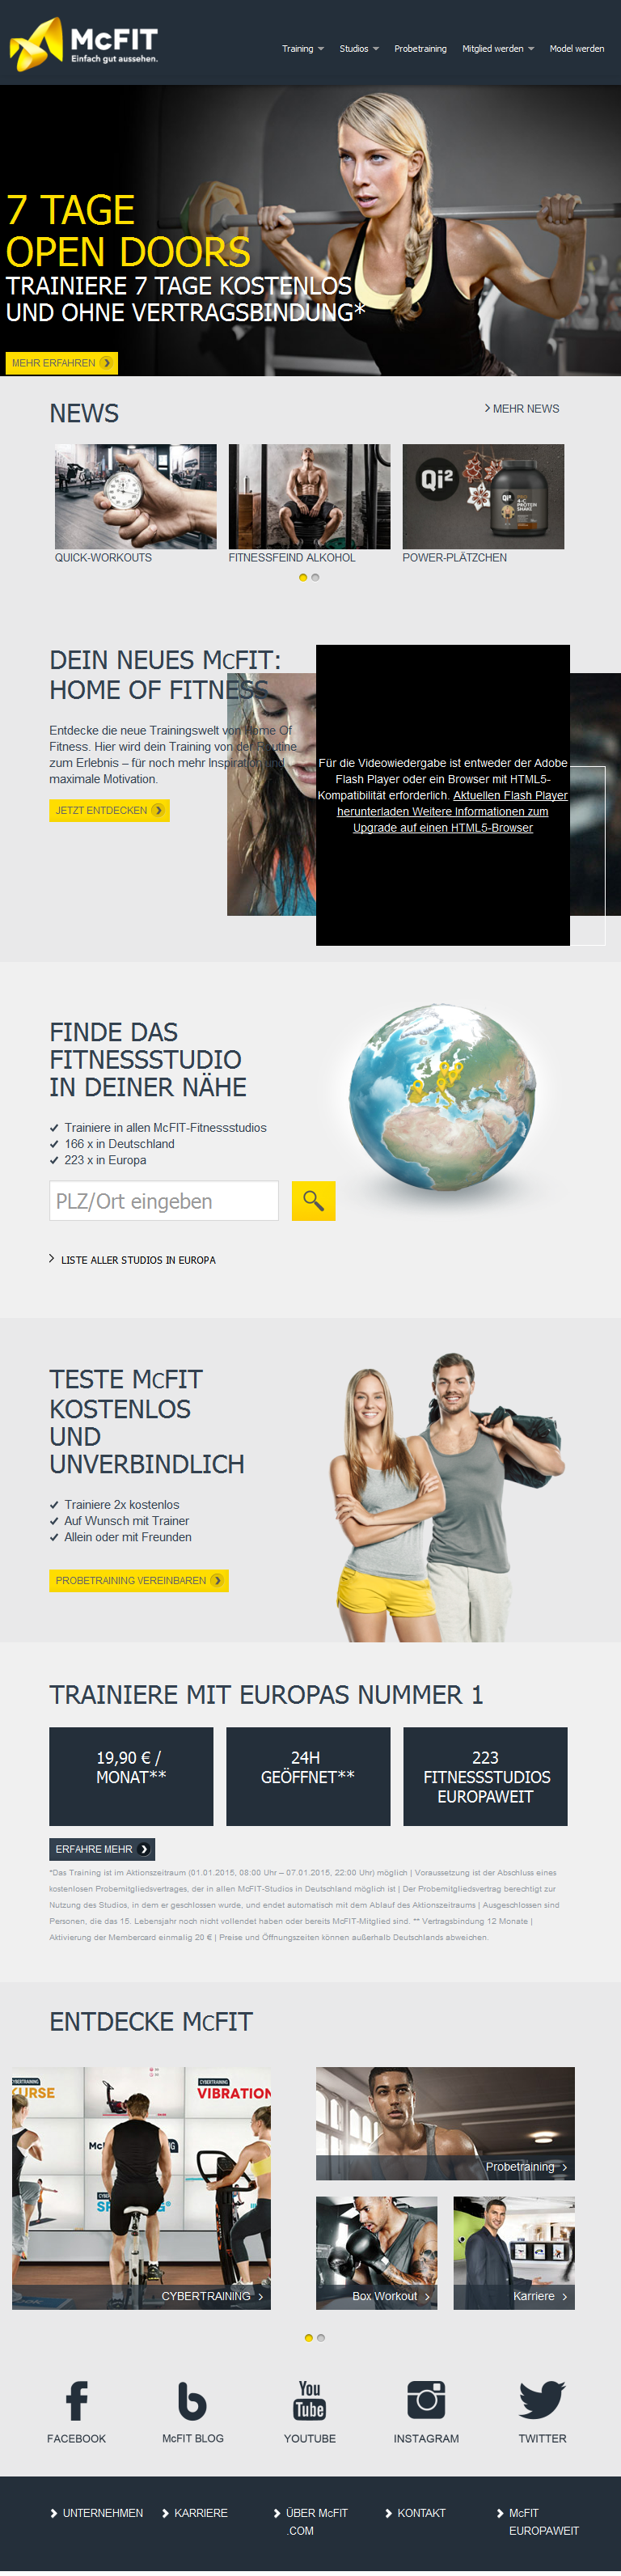 McFIT
Einfach gut aussehen.
Training Studios Probetraining Mitglied werden Model werden
7 TAGE
OPEN DOORS
TRAINIERE 7 TAGE KOSTENLOS
UND OHNE VERTRAGSBINDUNG*
MEHR ERFAHREN
NEWS
MEHR NEWS
Qi²
Qi²
4-C
PROTEIN
SHAKE
QUICK-WORKOUTS
FITNESSFEIND ALKOHOL
POWER-PLÄTZCHEN
DEIN NEUES McFIT:
HOME OF FITNESS
Entdecke die neue Trainingswelt von Home Of
Fitness. Hier wird dein Training von der Routine
zum Erlebnis – für noch mehr Inspiration und
maximale Motivation.
JETZT ENTDECKEN
Für die Videowiedergabe ist entweder der Adobe
Flash Player oder ein Browser mit HTML5-
Kompatibilität erforderlich. Aktuellen Flash Player
herunterladen Weitere Informationen zum
Upgrade auf einen HTML5-Browser
FINDE DAS
FITNESSSTUDIO
IN DEINER NÄHE
Trainiere in allen McFIT-Fitnessstudios
166 x in Deutschland
223 x in Europa
PLZ/Ort eingeben
LISTE ALLER STUDIOS IN EUROPA
TESTE McFIT
KOSTENLOS
UND
UNVERBINDLICH
Trainiere 2x kostenlos
Auf Wunsch mit Trainer
Allein oder mit Freunden
PROBETRAINING VEREINBAREN
TRAINIERE MIT EUROPAS NUMMER 1
19,90 € /
MONAT**
24H
GEÖFFNET**
223
FITNESSSTUDIOS
EUROPAWEIT
ERFAHRE MEHR
*Das Training ist im Aktionszeitraum (01.01.2015, 08:00 Uhr – 07.01.2015, 22:00 Uhr) möglich | Voraussetzung ist der Abschluss eines
kostenlosen Probemitgliedsvertrages, der in allen McFIT-Studios in Deutschland möglich ist | Der Probemitgliedsvertrag berechtigt zur
Nutzung des Studios, in dem er geschlossen wurde, und endet automatisch mit dem Ablauf des Aktionszeitraums | Ausgeschlossen sind
Personen, die das 15. Lebensjahr noch nicht vollendet haben oder bereits McFIT-Mitglied sind. ** Vertragsbindung 12 Monate |
Aktivierung der Membercard einmalig 20 € | Preise und Öffnungszeiten können außerhalb Deutschlands abweichen.
ENTDECKE McFIT
CYBERTRAINING
KURSE
CYBERTRAINING
VIBRATION
CYBERTRAINING
Probetraining
Box Workout
Karriere
FACEBOOK
McFIT BLOG
You
Tube
YOUTUBE
INSTAGRAM
TWITTER
UNTERNEHMEN
KARRIERE
ÜBER McFIT
.COM
KONTAKT
McFIT
EUROPAWEIT